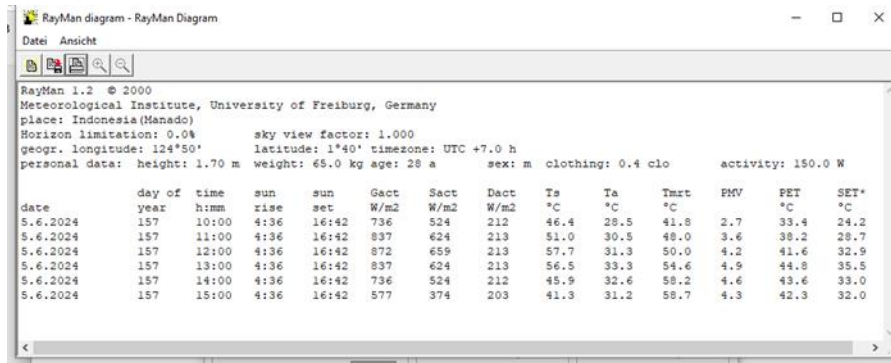 RayMan diagram - RayMan Diagram
Datei Ansicht
RayMan 1.2 © 2000
Meteorological Institute, University of Freiburg, Germany
place: Indonesia(Manado)
Horizon limitation: 0.0% sky view factor: 1.000
geogr. longitude: 124°50' latitude: 1°40' timezone: UTC +7.0 h
personal data: height: 1.70 m weight: 65.0 kg age: 28 a sex: m clothing: 0.4 clo activity: 150.0 W
day of time sun sun Gact Sact Dact Ts Ta Tmrt PMV PET SET*
date year h:mm rise set W/m2 W/m2 W/m2 °C °C °C °C °C
5.6.2024 157 10:00 4:36 16:42 736 524 212 46.4 28.5 41.8 2.7 33.4 24.2
5.6.2024 157 11:00 4:36 16:42 837 624 213 51.0 30.5 48.0 3.6 38.2 28.7
5.6.2024 157 12:00 4:36 16:42 872 659 213 57.7 31.3 50.0 4.2 41.6 32.9
5.6.2024 157 13:00 4:36 16:42 837 624 213 56.5 33.3 54.6 4.9 44.8 35.5
5.6.2024 157 14:00 4:36 16:42 736 524 212 45.9 32.6 58.2 4.6 43.6 33.0
5.6.2024 157 15:00 4:36 16:42 577 374 203 41.3 31.2 58.7 4.3 42.3 32.0